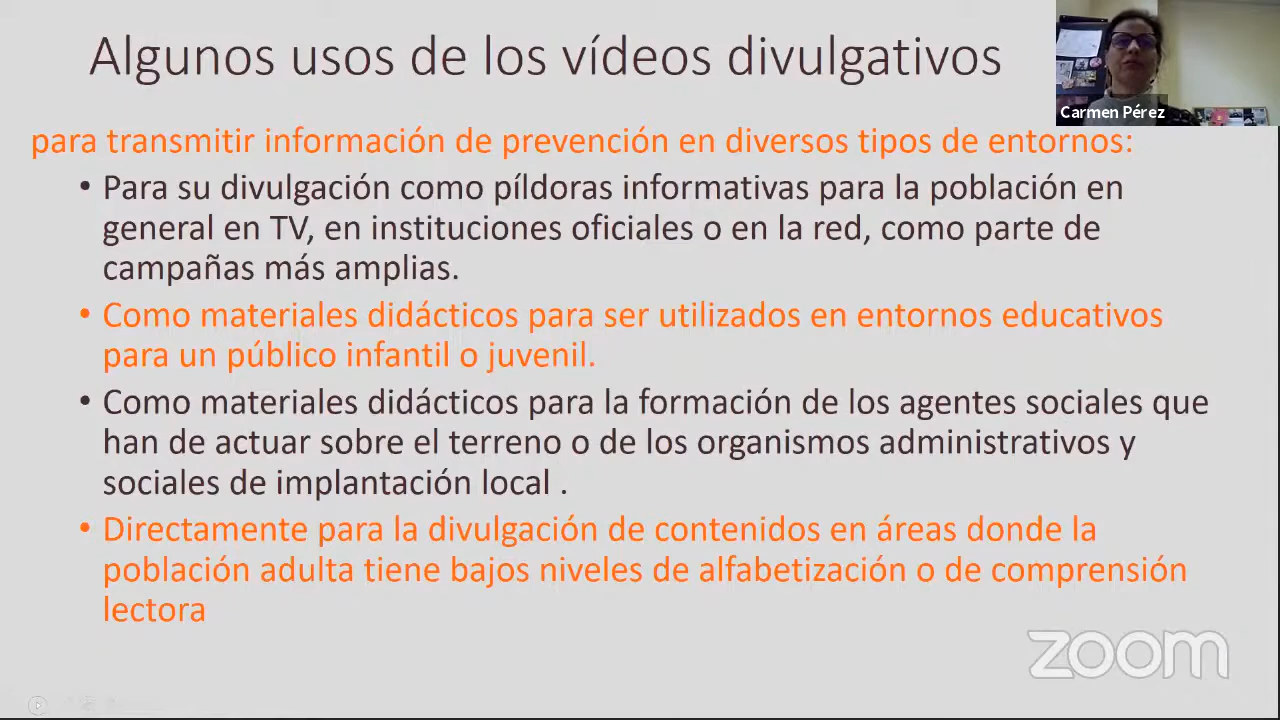 Algunos usos de los vídeos divulgativos
Carmen Pérez
para transmitir información de prevención en diversos tipos de entornos:
• Para su divulgación como píldoras informativas para la población en
general en TV, en instituciones oficiales o en la red, como parte de
campañas más amplias.
• Como materiales didácticos para ser utilizados en entornos educativos
para un público infantil o juvenil.
• Como materiales didácticos para la formación de los agentes sociales que
han de actuar sobre el terreno o de los organismos administrativos y
sociales de implantación local .
• Directamente para la divulgación de contenidos en áreas donde la
población adulta tiene bajos niveles de alfabetización o de comprensión
lectora
zoom